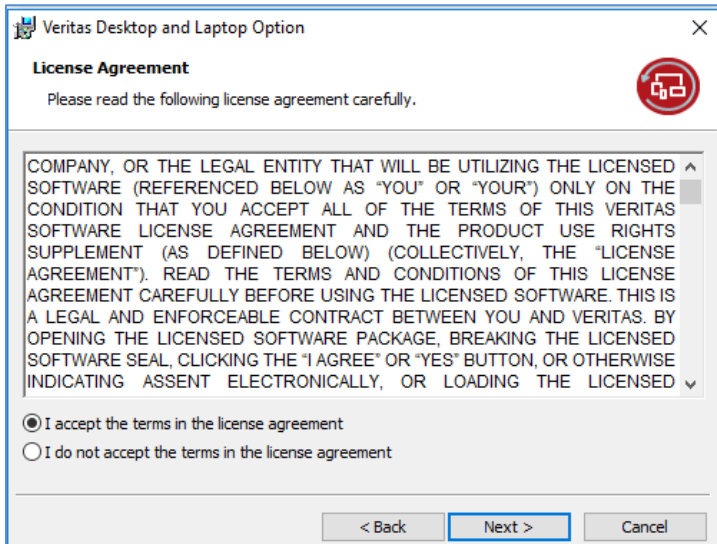 Veritas Desktop and Laptop Option
License Agreement
Please read the following license agreement carefully.
COMPANY, OR THE LEGAL ENTITY THAT WILL BE UTILIZING THE LICENSED
SOFTWARE (REFERENCED BELOW AS “YOU” OR “YOUR”) ONLY ON THE
CONDITION THAT YOU ACCEPT ALL OF THE TERMS OF THIS VERITAS
SOFTWARE LICENSE AGREEMENT AND THE PRODUCT USE RIGHTS
SUPPLEMENT (AS DEFINED BELOW) (COLLECTIVELY, THE “LICENSE
AGREEMENT”). READ THE TERMS AND CONDITIONS OF THIS LICENSE
AGREEMENT CAREFULLY BEFORE USING THE LICENSED SOFTWARE. THIS IS
A LEGAL AND ENFORCEABLE CONTRACT BETWEEN YOU AND VERITAS. BY
OPENING THE LICENSED SOFTWARE PACKAGE, BREAKING THE LICENSED
SOFTWARE SEAL, CLICKING THE “I AGREE” OR “YES” BUTTON, OR OTHERWISE
INDICATING ASSENT ELECTRONICALLY, OR LOADING THE LICENSED
I accept the terms in the license agreement
I do not accept the terms in the license agreement
< Back Next > Cancel